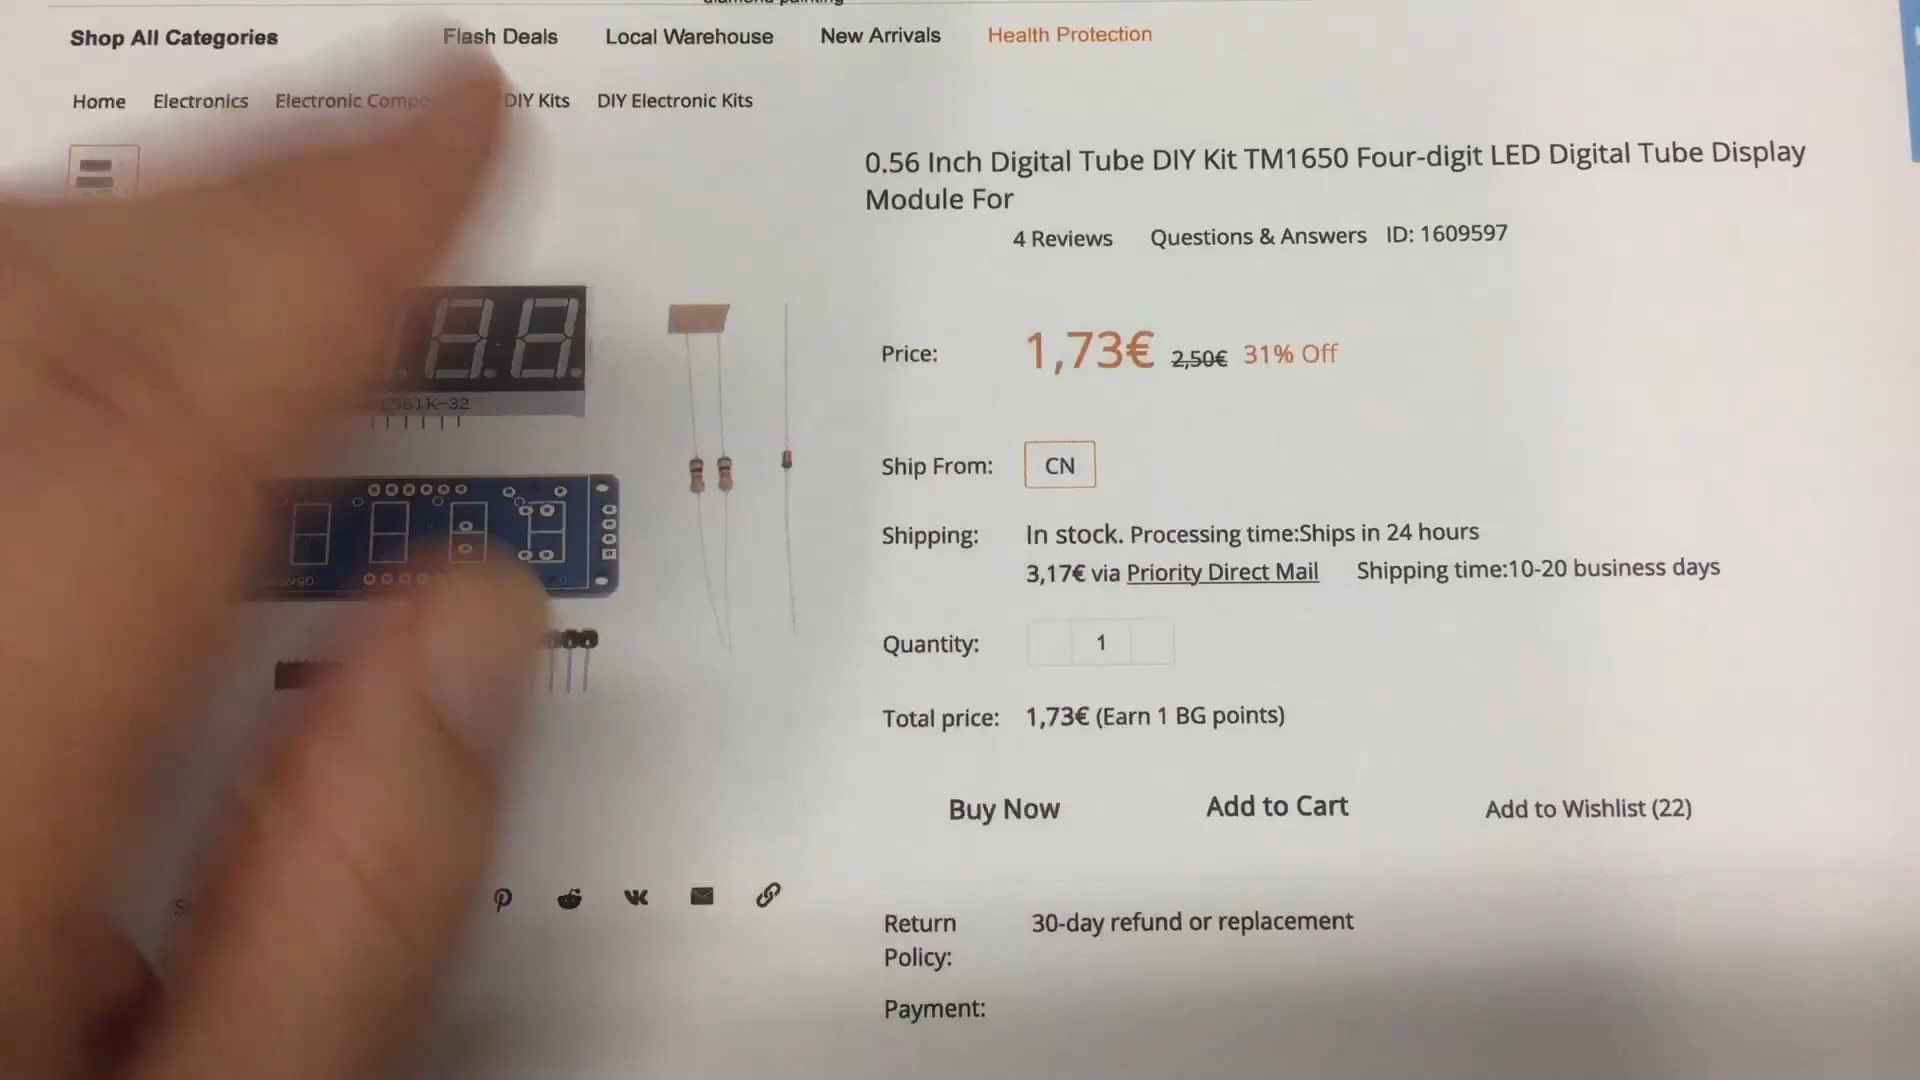 diamond painting
Shop All Categories Flash Deals Local Warehouse New Arrivals Health Protection
Home Electronics Electronic DIY Kits DIY Electronic Kits
0.56 Inch Digital Tube DIY Kit TM1650 Four-digit LED Digital Tube Display
Module For
4 Reviews Questions & Answers ID: 1609597
Price: 1,73€ 2,50€ 31% Off
561K-32
Ship From: CN
Shipping: In stock. Processing time:Ships in 24 hours
3,17€ via Priority Direct Mail Shipping time:10-20 business days
Quantity: 1
Total price: 1,73€ (Earn 1 BG points)
Buy Now Add to Cart Add to Wishlist (22)
Return 30-day refund or replacement
Policy:
Payment: